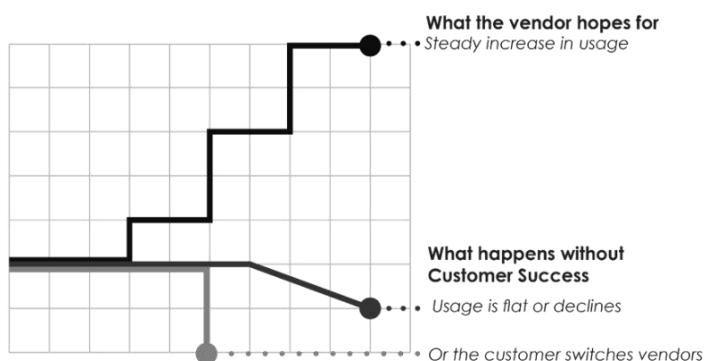 What the vendor hopes for
Steady increase in usage
What happens without
Customer Success
Usage is flat or declines
Or the customer switches vendors